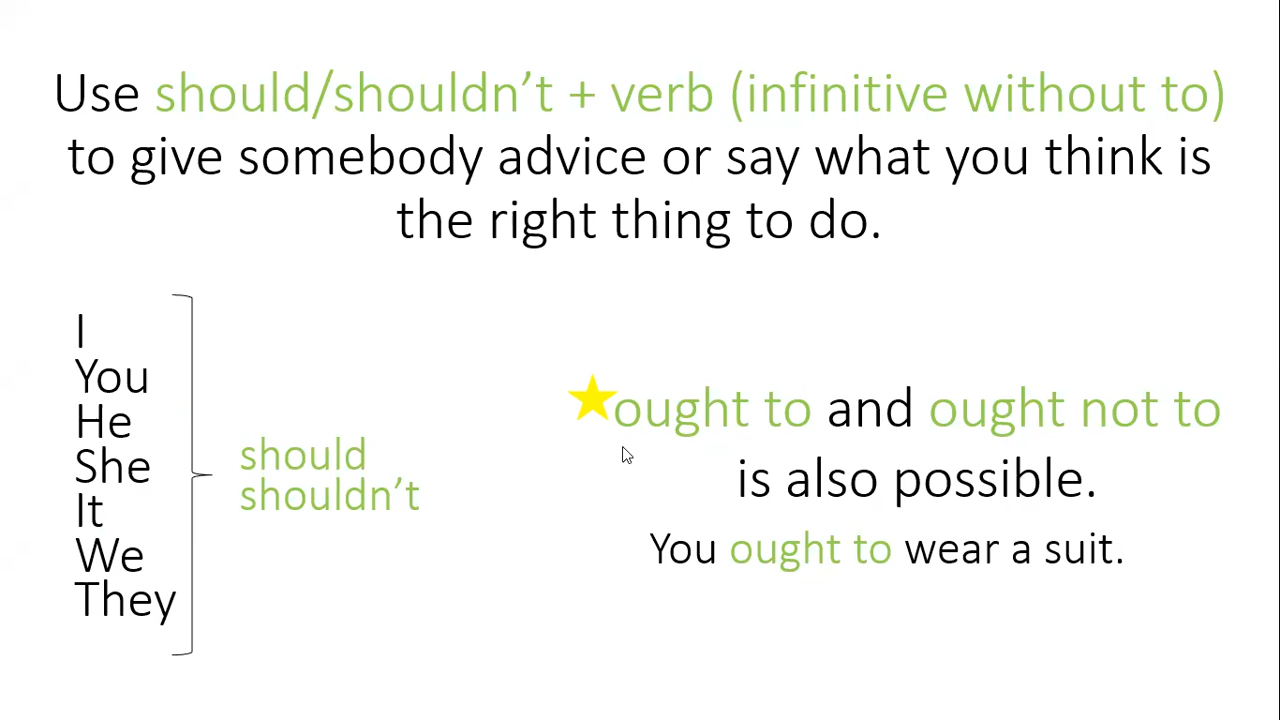 Use should/shouldn’t + verb (infinitive without to)
to give somebody advice or say what you think is
the right thing to do.
I
You
He
She
It
We
They
should
shouldn’t
ought to and ought not to
is also possible.
You ought to wear a suit.